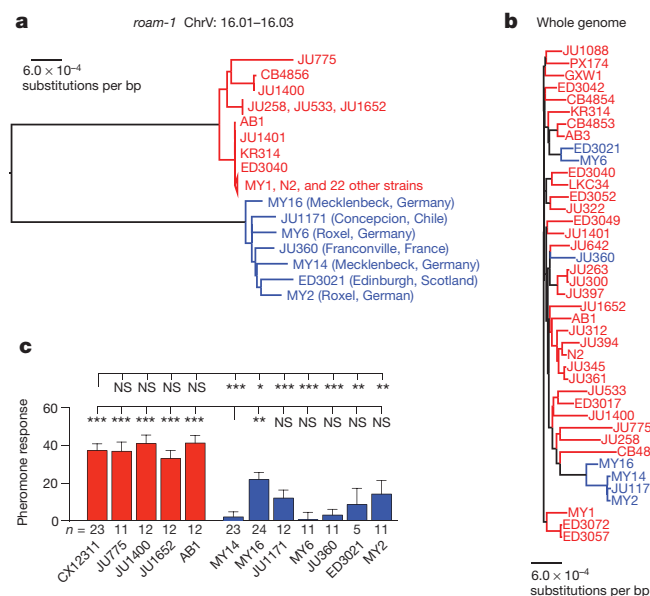 a
roam-1 ChrV: 16.01–16.03
6.0 × 10⁻⁴
substitutions per bp
JU775
CB4856
JU1400
JU258, JU533, JU1652
AB1
JU1401
KR314
ED3040
MY1, N2, and 22 other strains
MY16 (Mecklenbeck, Germany)
JU1171 (Concepcion, Chile)
MY6 (Roxel, Germany)
JU360 (Franconville, France)
MY14 (Mecklenbeck, Germany)
ED3021 (Edinburgh, Scotland)
MY2 (Roxel, German)
b
Whole genome
JU1088
PX174
GXW1
ED3042
CB4854
KR314
CB4853
AB3
ED3021
MY6
ED3040
LKC34
ED3052
JU322
ED3049
JU1401
JU642
JU360
JU263
JU300
JU397
JU1652
AB1
JU312
JU394
N2
JU345
JU361
JU533
ED3017
JU1400
JU775
JU258
CB48
MY16
MY14
JU117
MY2
MY1
ED3072
ED3057
6.0 × 10⁻⁴
substitutions per bp
c
NS NS NS NS *** * *** *** *** ** **
*** *** *** *** *** ** NS NS NS NS NS
Pheromone response
60
40
20
0
n = 23 11 12 12 12 23 24 12 11 11 5 11
CX12311 JU775 JU1400 JU1652 AB1 MY14 MY16 JU1171 MY6 JU360 ED3021 MY2